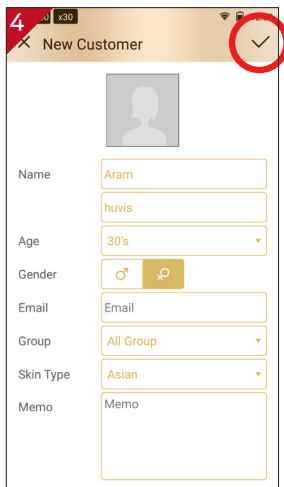 4
x30
× New Customer
Name Aram
huvis
Age 30's
Gender ♂ ♀
Email Email
Group All Group
Skin Type Asian
Memo Memo